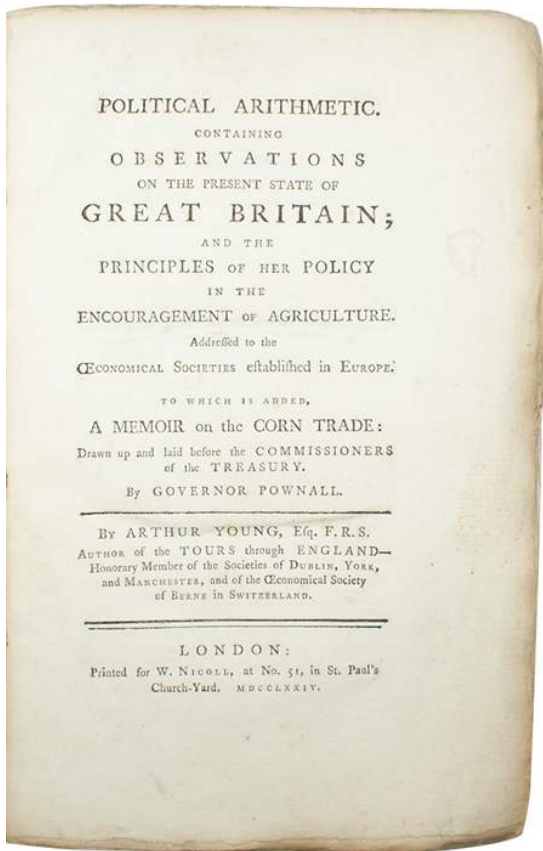 POLITICAL ARITHMETIC.
CONTAINING
OBSERVATIONS
ON THE PRESENT STATE OF
GREAT BRITAIN;
AND THE
PRINCIPLES OF HER POLICY
IN THE
ENCOURAGEMENT OF AGRICULTURE.
Addreſſed to the
ŒCONOMICAL SOCIETIES eſtabliſhed in EUROPE.
TO WHICH IS ADDED,
A MEMOIR on the CORN TRADE:
Drawn up and laid before the COMMISSIONERS
of the TREASURY.
By GOVERNOR POWNALL.
BY ARTHUR YOUNG, Eſq. F.R.S.
AUTHOR of the TOURS through ENGLAND—
Honorary Member of the Societies of DUBLIN, YORK,
and MANCHESTER, and of the Œconomical Society
of BERNE in SWITZERLAND.
LONDON:
Printed for W. NICOLL, at No. 51, in St. Paul's
Church-Yard. MDCCLXXIV.